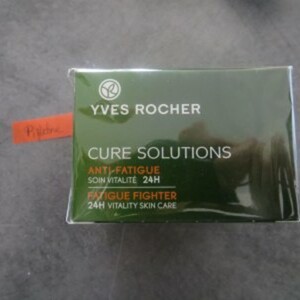 YVES ROCHER
CURE SOLUTIONS
ANTI-FATIGUE
SOIN VITALITÉ 24H
FATIGUE FIGHTER
24H VITALITY SKIN CARE